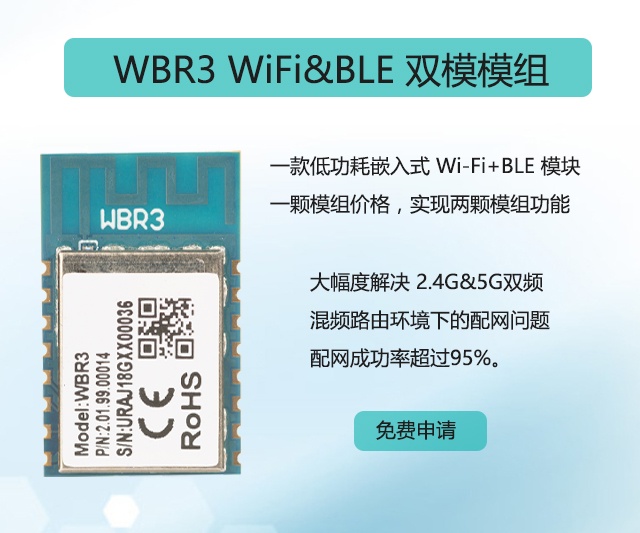 WBR3 WiFi&BLE 双模模组
一款低功耗嵌入式 Wi-Fi+BLE 模块
一颗模组价格，实现两颗模组功能
大幅度解决 2.4G&5G双频
混频路由环境下的配网问题
配网成功率超过95%。
免费申请
WBR3
Model:WBR3
P/N:2.01.99.00014
S/N:URAJ18GXX00036
CE
RoHS